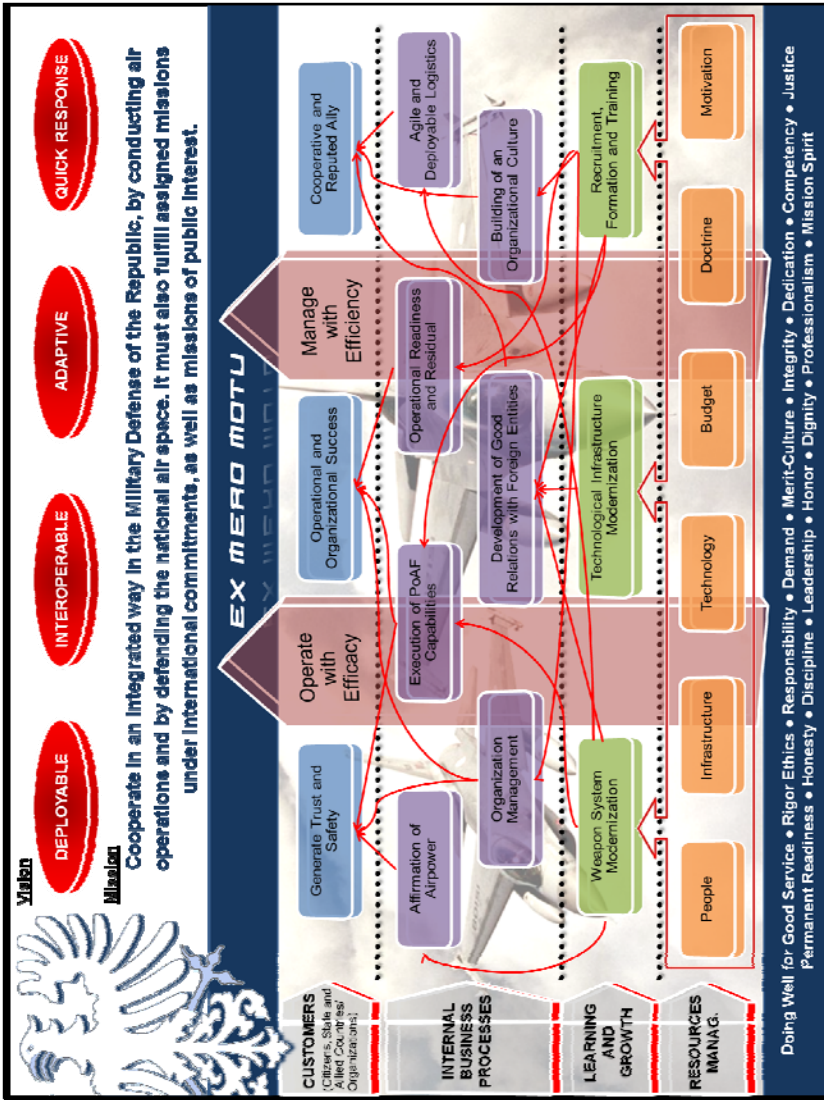 Vision
DEPLOYABLE
INTEROPERABLE
ADAPTIVE
QUICK RESPONSE
Mission
Cooperate in an integrated way in the Military Defense of the Republic, by conducting air
operations and by defending the national air space. It must also fulfill assigned missions
under international commitments, as well as missions of public interest.
EX MERO MOTU
EX MERO MOTU
Operate
with
Efficacy
Manage
with
Efficiency
CUSTOMERS
(Citizens, State and
Allied Countries/
Organizations)
Generate Trust and
Safety
Operational and
Organizational Success
Cooperative and
Reputed Ally
INTERNAL
BUSINESS
PROCESSES
Affirmation of
Airpower
Execution of PoAF
Capabilities
Operational Readiness
and Residual
Agile and
Deployable Logistics
Organization
Management
Development of Good
Relations with Foreign Entities
Building of an
Organizational Culture
LEARNING
AND
GROWTH
Weapon System
Modernization
Technological Infrastructure
Modernization
Recruitment,
Formation and Training
RESOURCES
MANAG.
People
Infrastructure
Technology
Budget
Doctrine
Motivation
Doing Well for Good Service ● Rigor Ethics ● Responsibility ● Demand ● Merit-Culture ● Integrity ● Dedication ● Competency ● Justice
Permanent Readiness ● Honesty ● Discipline ● Leadership ● Honor ● Dignity ● Professionalism ● Mission Spirit